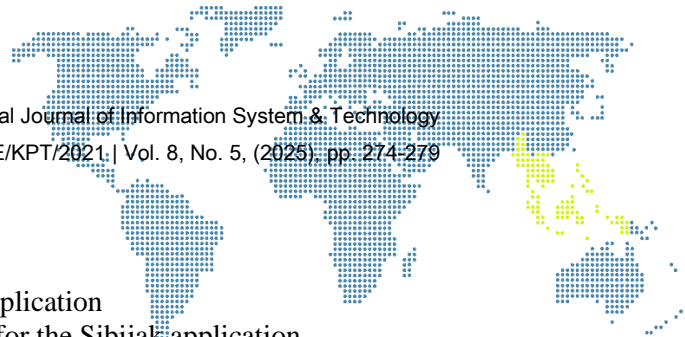 al Journal of Information System & Technology
E/KPT/2021 | Vol. 8, No. 5, (2025), pp. 274-279
plication
for the Sibijak application